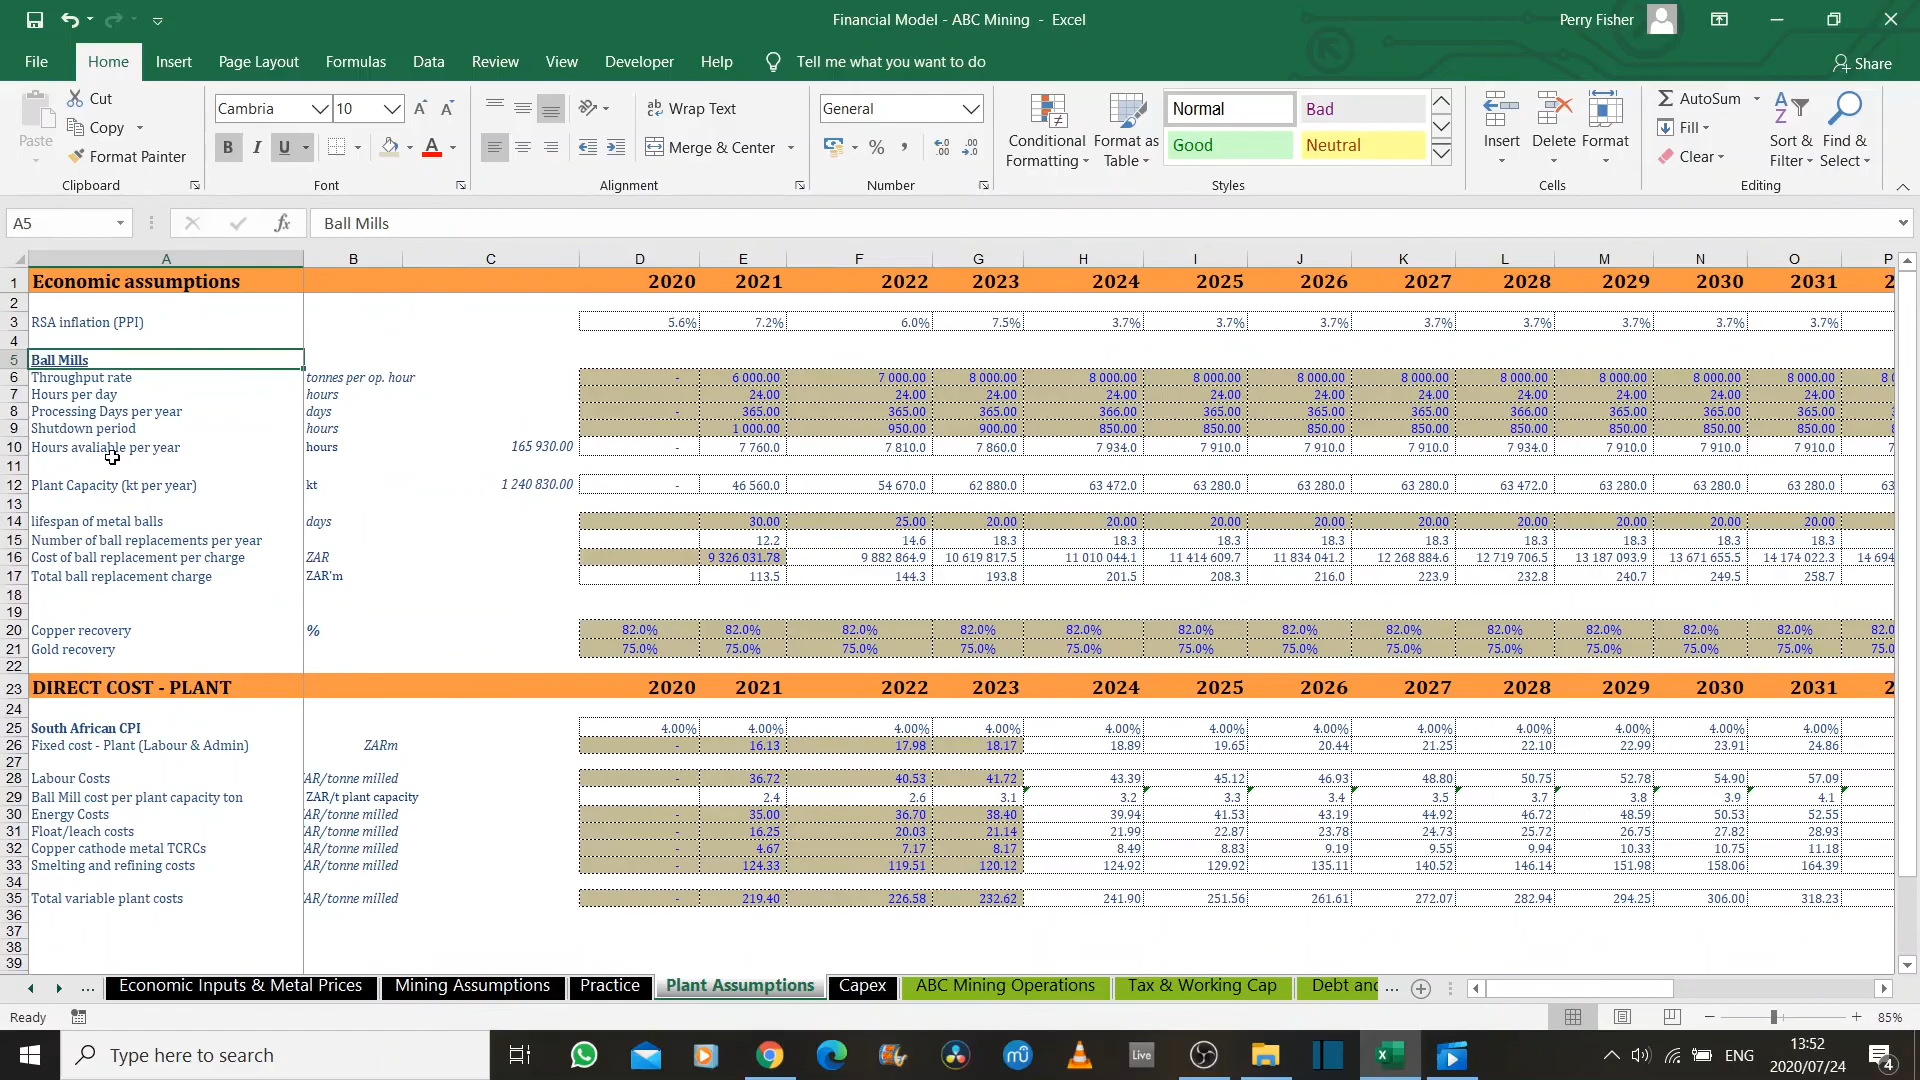 Financial Model - ABC Mining - Excel
Perry Fisher
File Home Insert Page Layout Formulas Data Review View Developer Help Tell me what you want to do Share
Paste Cut Copy Format Painter Clipboard
Cambria 10 B I U A Font
Wrap Text Merge & Center Alignment
General % , Number
Conditional Formatting Format as Table Normal Bad Good Neutral Styles
Insert Delete Format Cells
AutoSum Fill Clear Sort & Filter Find & Select Editing
A5 fx Ball Mills
A B C D E F G H I J K L M N O P
1 Economic assumptions 2020 2021 2022 2023 2024 2025 2026 2027 2028 2029 2030 2031 2
2
3 RSA inflation (PPI) 5.6% 7.2% 6.0% 7.5% 3.7% 3.7% 3.7% 3.7% 3.7% 3.7% 3.7% 3.7%
4
5 Ball Mills
6 Throughput rate tonnes per op. hour - 6 000.00 7 000.00 8 000.00 8 000.00 8 000.00 8 000.00 8 000.00 8 000.00 8 000.00 8 000.00 8 000.00 8 0
7 Hours per day hours 24.00 24.00 24.00 24.00 24.00 24.00 24.00 24.00 24.00 24.00 24.00
8 Processing Days per year days - 365.00 365.00 365.00 366.00 365.00 365.00 365.00 366.00 365.00 365.00 365.00
9 Shutdown period hours 1 000.00 950.00 900.00 850.00 850.00 850.00 850.00 850.00 850.00 850.00 850.00
10 Hours avaliable per year hours 165 930.00 - 7 760.0 7 810.0 7 860.0 7 934.0 7 910.0 7 910.0 7 910.0 7 934.0 7 910.0 7 910.0 7 910.0 7
11
12 Plant Capacity (kt per year) kt 1 240 830.00 - 46 560.0 54 670.0 62 880.0 63 472.0 63 280.0 63 280.0 63 280.0 63 472.0 63 280.0 63 280.0 63 280.0 63
13
14 lifespan of metal balls days 30.00 25.00 20.00 20.00 20.00 20.00 20.00 20.00 20.00 20.00 20.00
15 Number of ball replacements per year 12.2 14.6 18.3 18.3 18.3 18.3 18.3 18.3 18.3 18.3 18.3
16 Cost of ball replacement per charge ZAR 9 326 031.78 9 882 864.9 10 619 817.5 11 010 044.1 11 414 609.7 11 834 041.2 12 268 884.6 12 719 706.5 13 187 093.9 13 671 655.5 14 174 022.3 14 694
17 Total ball replacement charge ZAR'm 113.5 144.3 193.8 201.5 208.3 216.0 223.9 232.8 240.7 249.5 258.7
18
19
20 Copper recovery % 82.0% 82.0% 82.0% 82.0% 82.0% 82.0% 82.0% 82.0% 82.0% 82.0% 82.0% 82.0% 82.0
21 Gold recovery 75.0% 75.0% 75.0% 75.0% 75.0% 75.0% 75.0% 75.0% 75.0% 75.0% 75.0% 75.0% 75.0
22
23 DIRECT COST - PLANT 2020 2021 2022 2023 2024 2025 2026 2027 2028 2029 2030 2031 2
24
25 South African CPI 4.00% 4.00% 4.00% 4.00% 4.00% 4.00% 4.00% 4.00% 4.00% 4.00% 4.00% 4.00%
26 Fixed cost - Plant (Labour & Admin) ZARm - 16.13 17.98 18.17 18.89 19.65 20.44 21.25 22.10 22.99 23.91 24.86
27
28 Labour Costs AR/tonne milled - 36.72 40.53 41.72 43.39 45.12 46.93 48.80 50.75 52.78 54.90 57.09
29 Ball Mill cost per plant capacity ton ZAR/t plant capacity 2.4 2.6 3.1 3.2 3.3 3.4 3.5 3.7 3.8 3.9 4.1
30 Energy Costs AR/tonne milled - 35.00 36.70 38.40 39.94 41.53 43.19 44.92 46.72 48.59 50.53 52.55
31 Float/leach costs AR/tonne milled - 16.25 20.03 21.14 21.99 22.87 23.78 24.73 25.72 26.75 27.82 28.93
32 Copper cathode metal TCRCs AR/tonne milled - 4.67 7.17 8.17 8.49 8.83 9.19 9.55 9.94 10.33 10.75 11.18
33 Smelting and refining costs AR/tonne milled - 124.33 119.51 120.12 124.92 129.92 135.11 140.52 146.14 151.98 158.06 164.39
34
35 Total variable plant costs AR/tonne milled - 219.40 226.58 232.62 241.90 251.56 261.61 272.07 282.94 294.25 306.00 318.23
36
37
38
39
... Economic Inputs & Metal Prices Mining Assumptions Practice Plant Assumptions Capex ABC Mining Operations Tax & Working Cap Debt and ...
Ready 85%
Type here to search Live ENG 13:52
2020/07/24 4